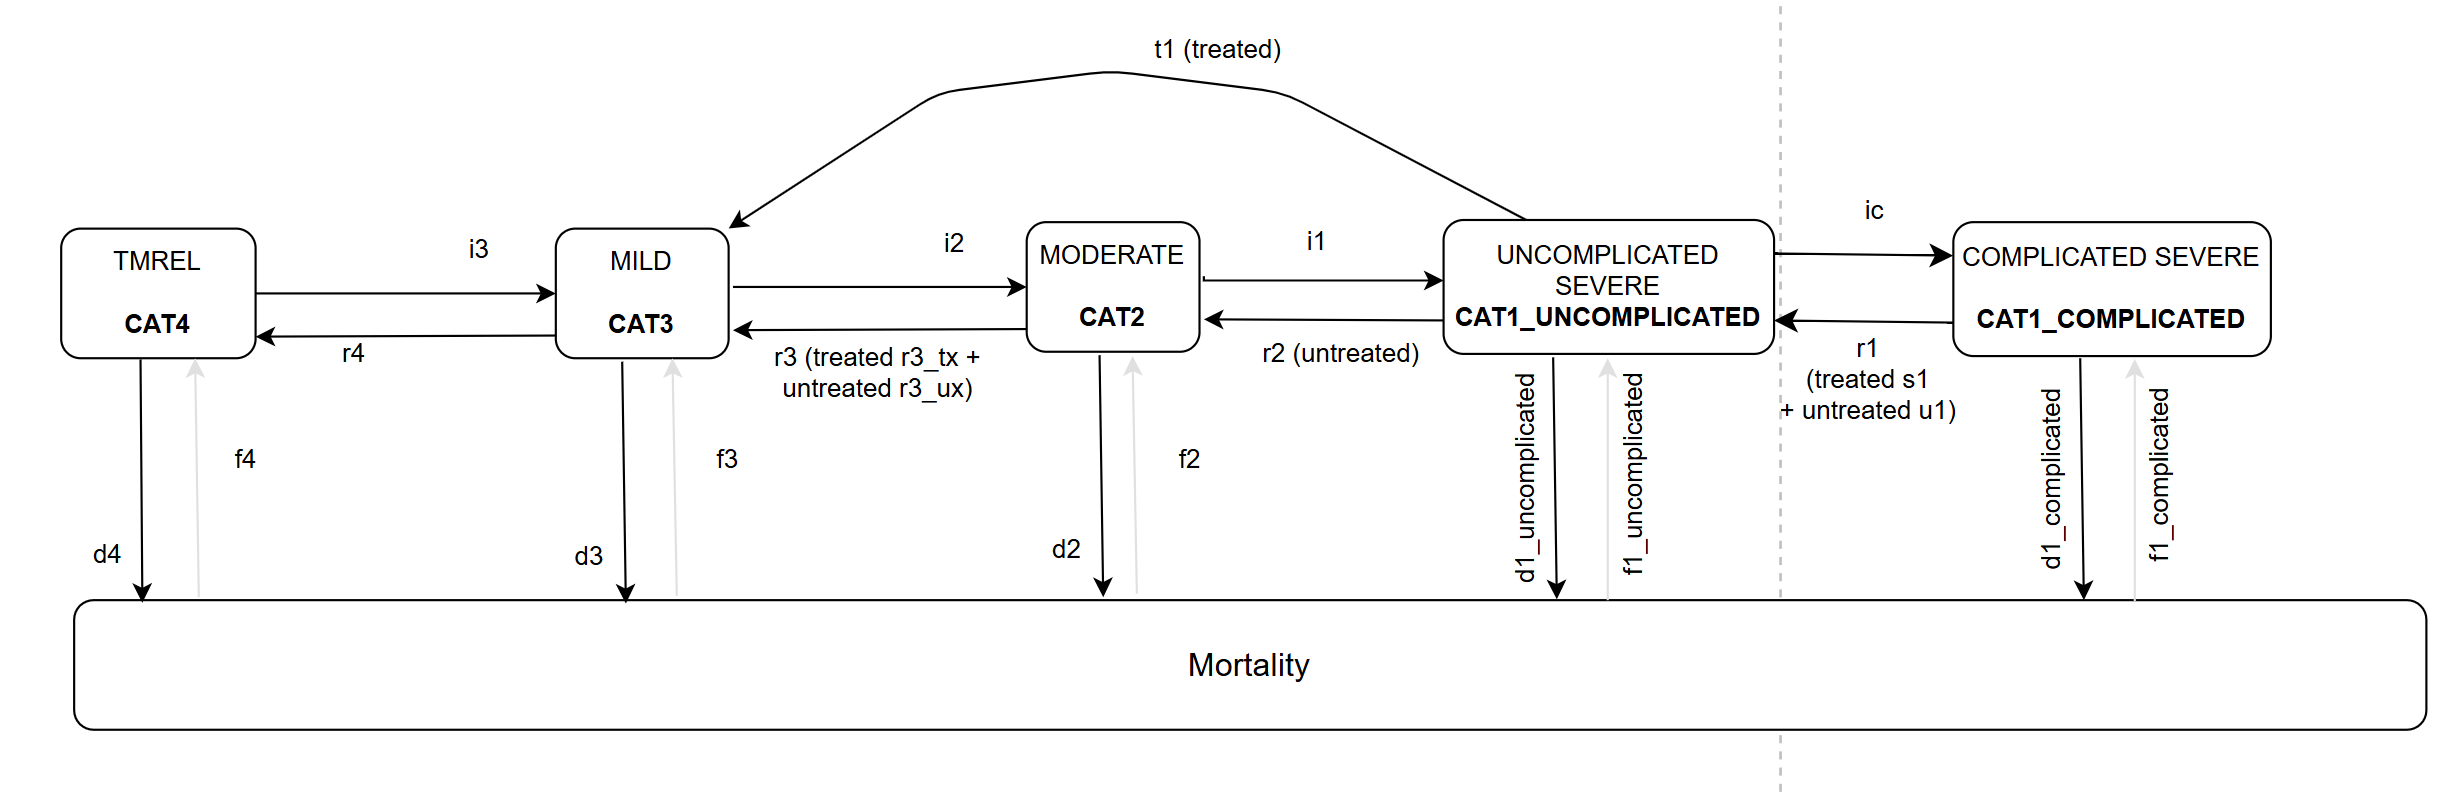 t1 (treated)
ic
i3
i2
i1
TMREL
CAT4
MILD
CAT3
MODERATE
CAT2
UNCOMPLICATED
SEVERE
CAT1_UNCOMPLICATED
COMPLICATED SEVERE
CAT1_COMPLICATED
r4
r3 (treated r3_tx +
untreated r3_ux)
r2 (untreated)
r1
(treated s1
+ untreated u1)
d4
f4
d3
f3
d2
f2
d1_uncomplicated
f1_uncomplicated
d1_complicated
f1_complicated
Mortality